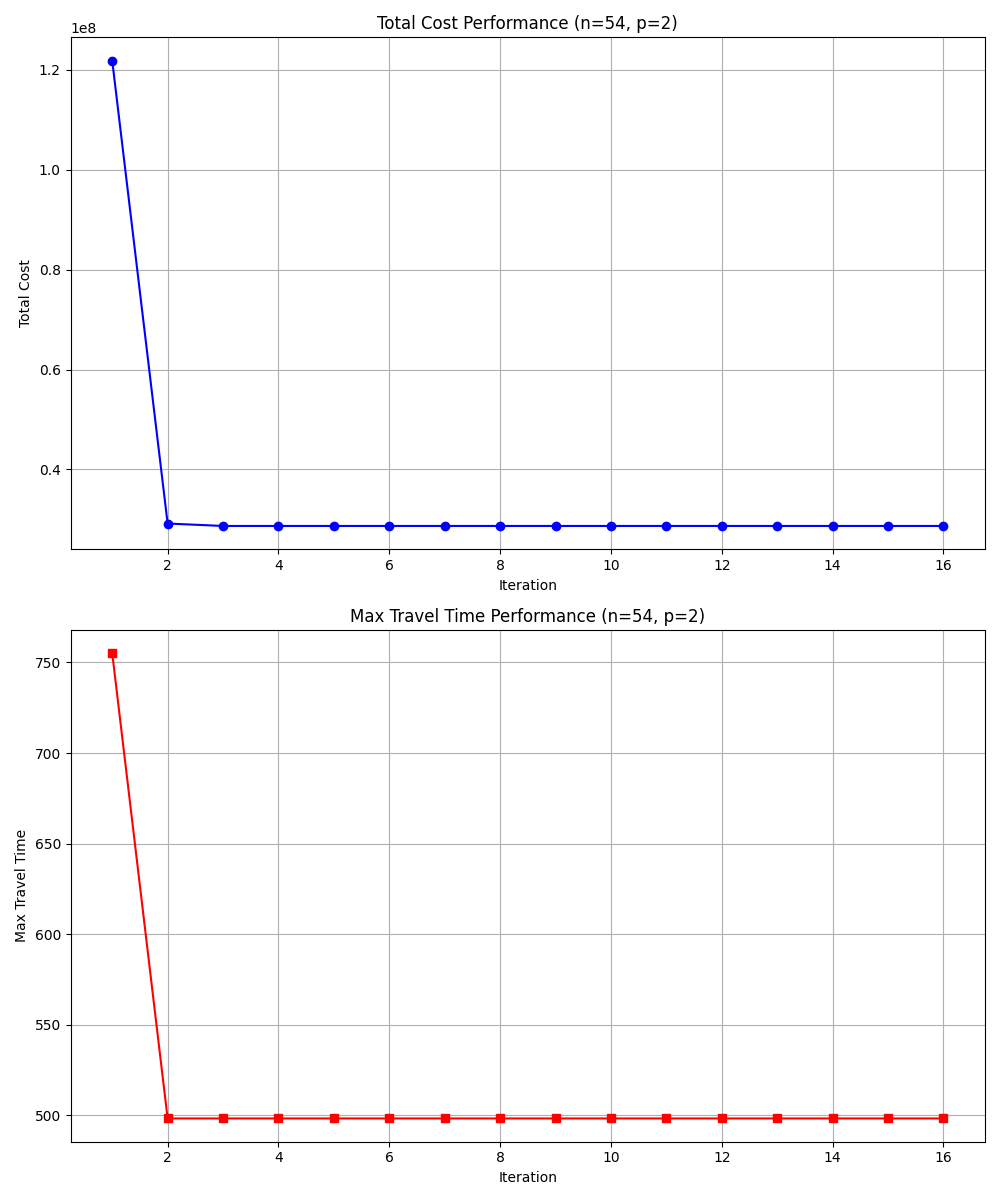 Total Cost Performance (n=54, p=2)
1e8
1.2
1.0
0.8
0.6
0.4
Total Cost
2 4 6 8 10 12 14 16
Iteration
Max Travel Time Performance (n=54, p=2)
750
700
650
600
550
500
Max Travel Time
2 4 6 8 10 12 14 16
Iteration